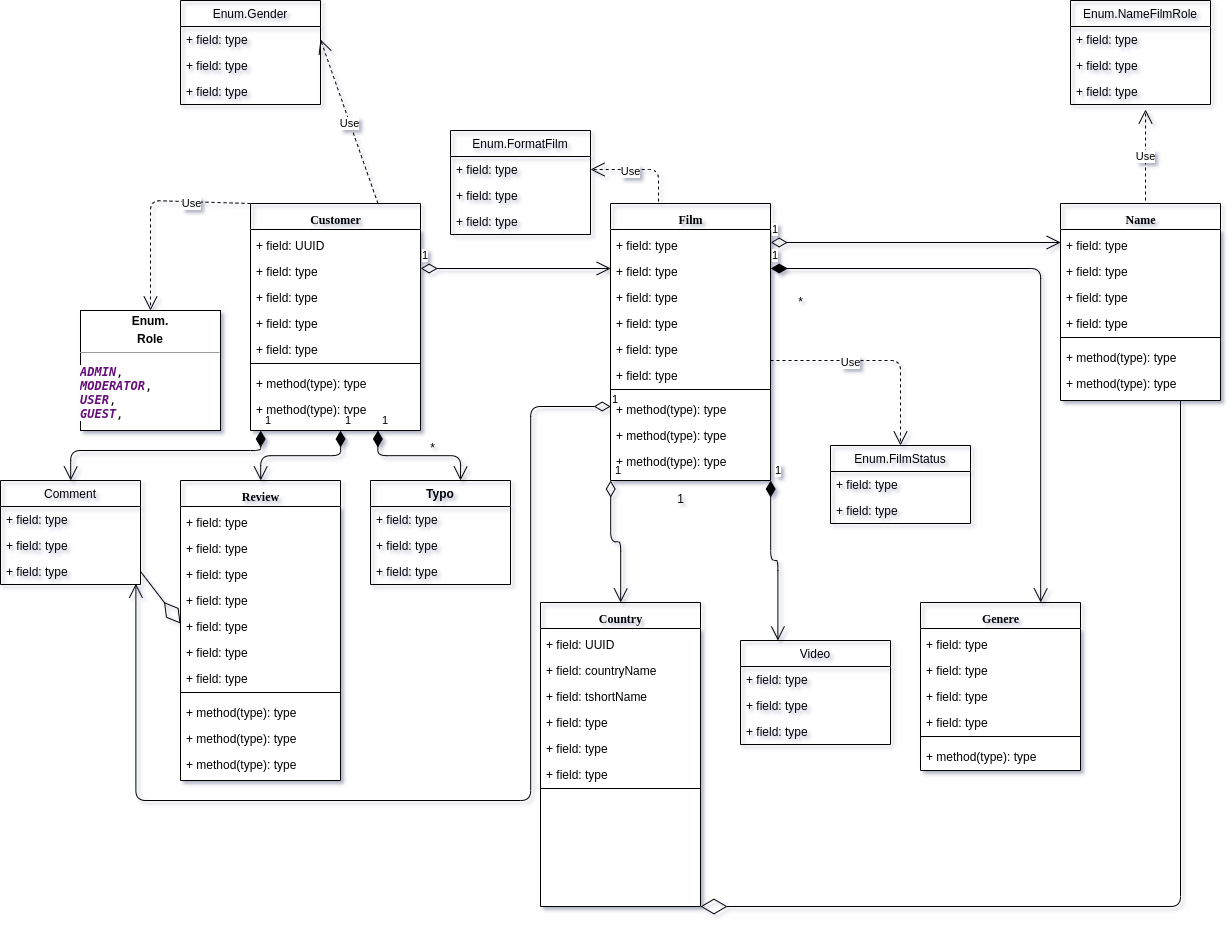 Enum.Gender
+ field: type
+ field: type
+ field: type
Enum.NameFilmRole
+ field: type
+ field: type
+ field: type
Use
Enum.FormatFilm
+ field: type
+ field: type
+ field: type
Use
Use
Use
Customer
+ field: UUID
+ field: type
+ field: type
+ field: type
+ field: type
+ method(type): type
+ method(type): type
1
1
1
1
*
Film
+ field: type
+ field: type
+ field: type
+ field: type
+ field: type
+ field: type
+ method(type): type
+ method(type): type
+ method(type): type
1
1
*
1
1
1
1
Name
+ field: type
+ field: type
+ field: type
+ field: type
+ method(type): type
+ method(type): type
Enum.
Role
ADMIN,
MODERATOR,
USER,
GUEST,
Use
Enum.FilmStatus
+ field: type
+ field: type
Comment
+ field: type
+ field: type
+ field: type
Review
+ field: type
+ field: type
+ field: type
+ field: type
+ field: type
+ field: type
+ field: type
+ method(type): type
+ method(type): type
+ method(type): type
Typo
+ field: type
+ field: type
+ field: type
Country
+ field: UUID
+ field: countryName
+ field: tshortName
+ field: type
+ field: type
+ field: type
Video
+ field: type
+ field: type
+ field: type
Genere
+ field: type
+ field: type
+ field: type
+ field: type
+ method(type): type